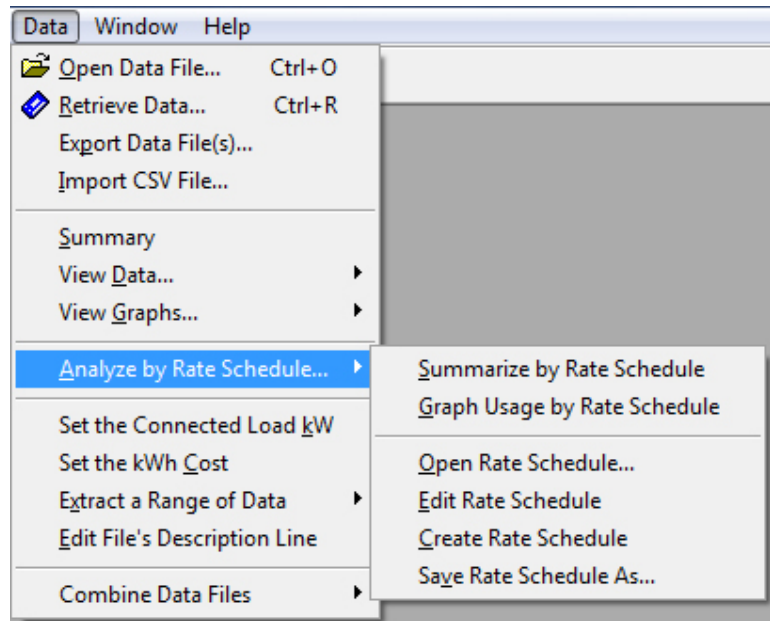 Data Window Help
Open Data File... Ctrl+O
Retrieve Data... Ctrl+R
Export Data File(s)...
Import CSV File...
Summary
View Data...
View Graphs...
Analyze by Rate Schedule...
Set the Connected Load kW
Set the kWh Cost
Extract a Range of Data
Edit File's Description Line
Combine Data Files
Summarize by Rate Schedule
Graph Usage by Rate Schedule
Open Rate Schedule...
Edit Rate Schedule
Create Rate Schedule
Save Rate Schedule As...